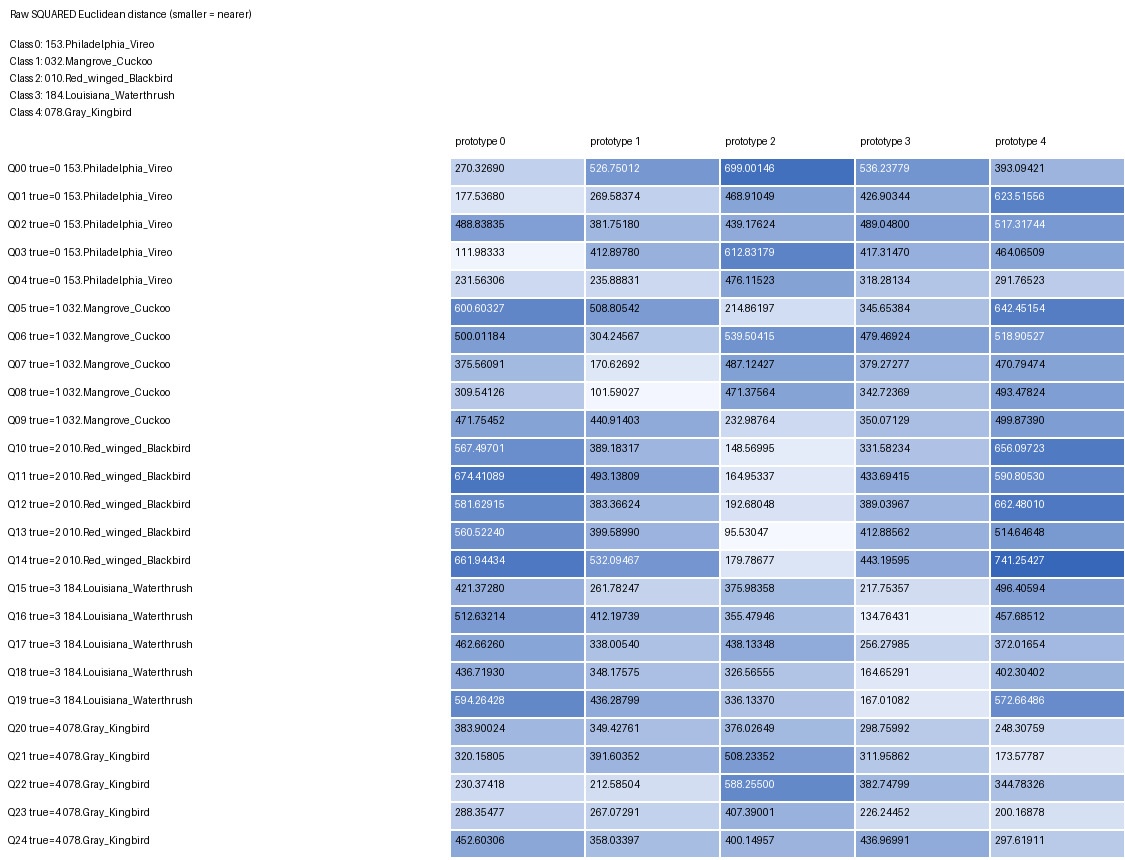 Raw SQUARED Euclidean distance (smaller = nearer)
Class 0: 153.Philadelphia_Vireo
Class 1: 032.Mangrove_Cuckoo
Class 2: 010.Red_winged_Blackbird
Class 3: 184.Louisiana_Waterthrush
Class 4: 078.Gray_Kingbird
prototype 0 prototype 1 prototype 2 prototype 3 prototype 4
Q00 true=0 153.Philadelphia_Vireo 270.32690 526.75012 699.00146 536.23779 393.09421
Q01 true=0 153.Philadelphia_Vireo 177.53680 269.58374 468.91049 426.90344 623.51556
Q02 true=0 153.Philadelphia_Vireo 488.83835 381.75180 439.17624 489.04800 517.31744
Q03 true=0 153.Philadelphia_Vireo 111.98333 412.89780 612.83179 417.31470 464.06509
Q04 true=0 153.Philadelphia_Vireo 231.56306 235.88831 476.11523 318.28134 291.76523
Q05 true=1 032.Mangrove_Cuckoo 600.60327 508.80542 214.86197 345.65384 642.45154
Q06 true=1 032.Mangrove_Cuckoo 500.01184 304.24567 539.50415 479.46924 518.90527
Q07 true=1 032.Mangrove_Cuckoo 375.56091 170.62692 487.12427 379.27277 470.79474
Q08 true=1 032.Mangrove_Cuckoo 309.54126 101.59027 471.37564 342.72369 493.47824
Q09 true=1 032.Mangrove_Cuckoo 471.75452 440.91403 232.98764 350.07129 499.87390
Q10 true=2 010.Red_winged_Blackbird 567.49701 389.18317 148.56995 331.58234 656.09723
Q11 true=2 010.Red_winged_Blackbird 674.41089 493.13809 164.95337 433.69415 590.80530
Q12 true=2 010.Red_winged_Blackbird 581.62915 383.36624 192.68048 389.03967 662.48010
Q13 true=2 010.Red_winged_Blackbird 560.52240 399.58990 95.53047 412.88562 514.64648
Q14 true=2 010.Red_winged_Blackbird 661.94434 532.09467 179.78677 443.19595 741.25427
Q15 true=3 184.Louisiana_Waterthrush 421.37280 261.78247 375.98358 217.75357 496.40594
Q16 true=3 184.Louisiana_Waterthrush 512.63214 412.19739 355.47946 134.76431 457.68512
Q17 true=3 184.Louisiana_Waterthrush 462.66260 338.00540 438.13348 256.27985 372.01654
Q18 true=3 184.Louisiana_Waterthrush 436.71930 348.17575 326.56555 164.65291 402.30402
Q19 true=3 184.Louisiana_Waterthrush 594.26428 436.28799 336.13370 167.01082 572.66486
Q20 true=4 078.Gray_Kingbird 383.90024 349.42761 376.02649 298.75992 248.30759
Q21 true=4 078.Gray_Kingbird 320.15805 391.60352 508.23352 311.95862 173.57787
Q22 true=4 078.Gray_Kingbird 230.37418 212.58504 588.25500 382.74799 344.78326
Q23 true=4 078.Gray_Kingbird 288.35477 267.07291 407.39001 226.24452 200.16878
Q24 true=4 078.Gray_Kingbird 452.60306 358.03397 400.14957 436.96991 297.61911